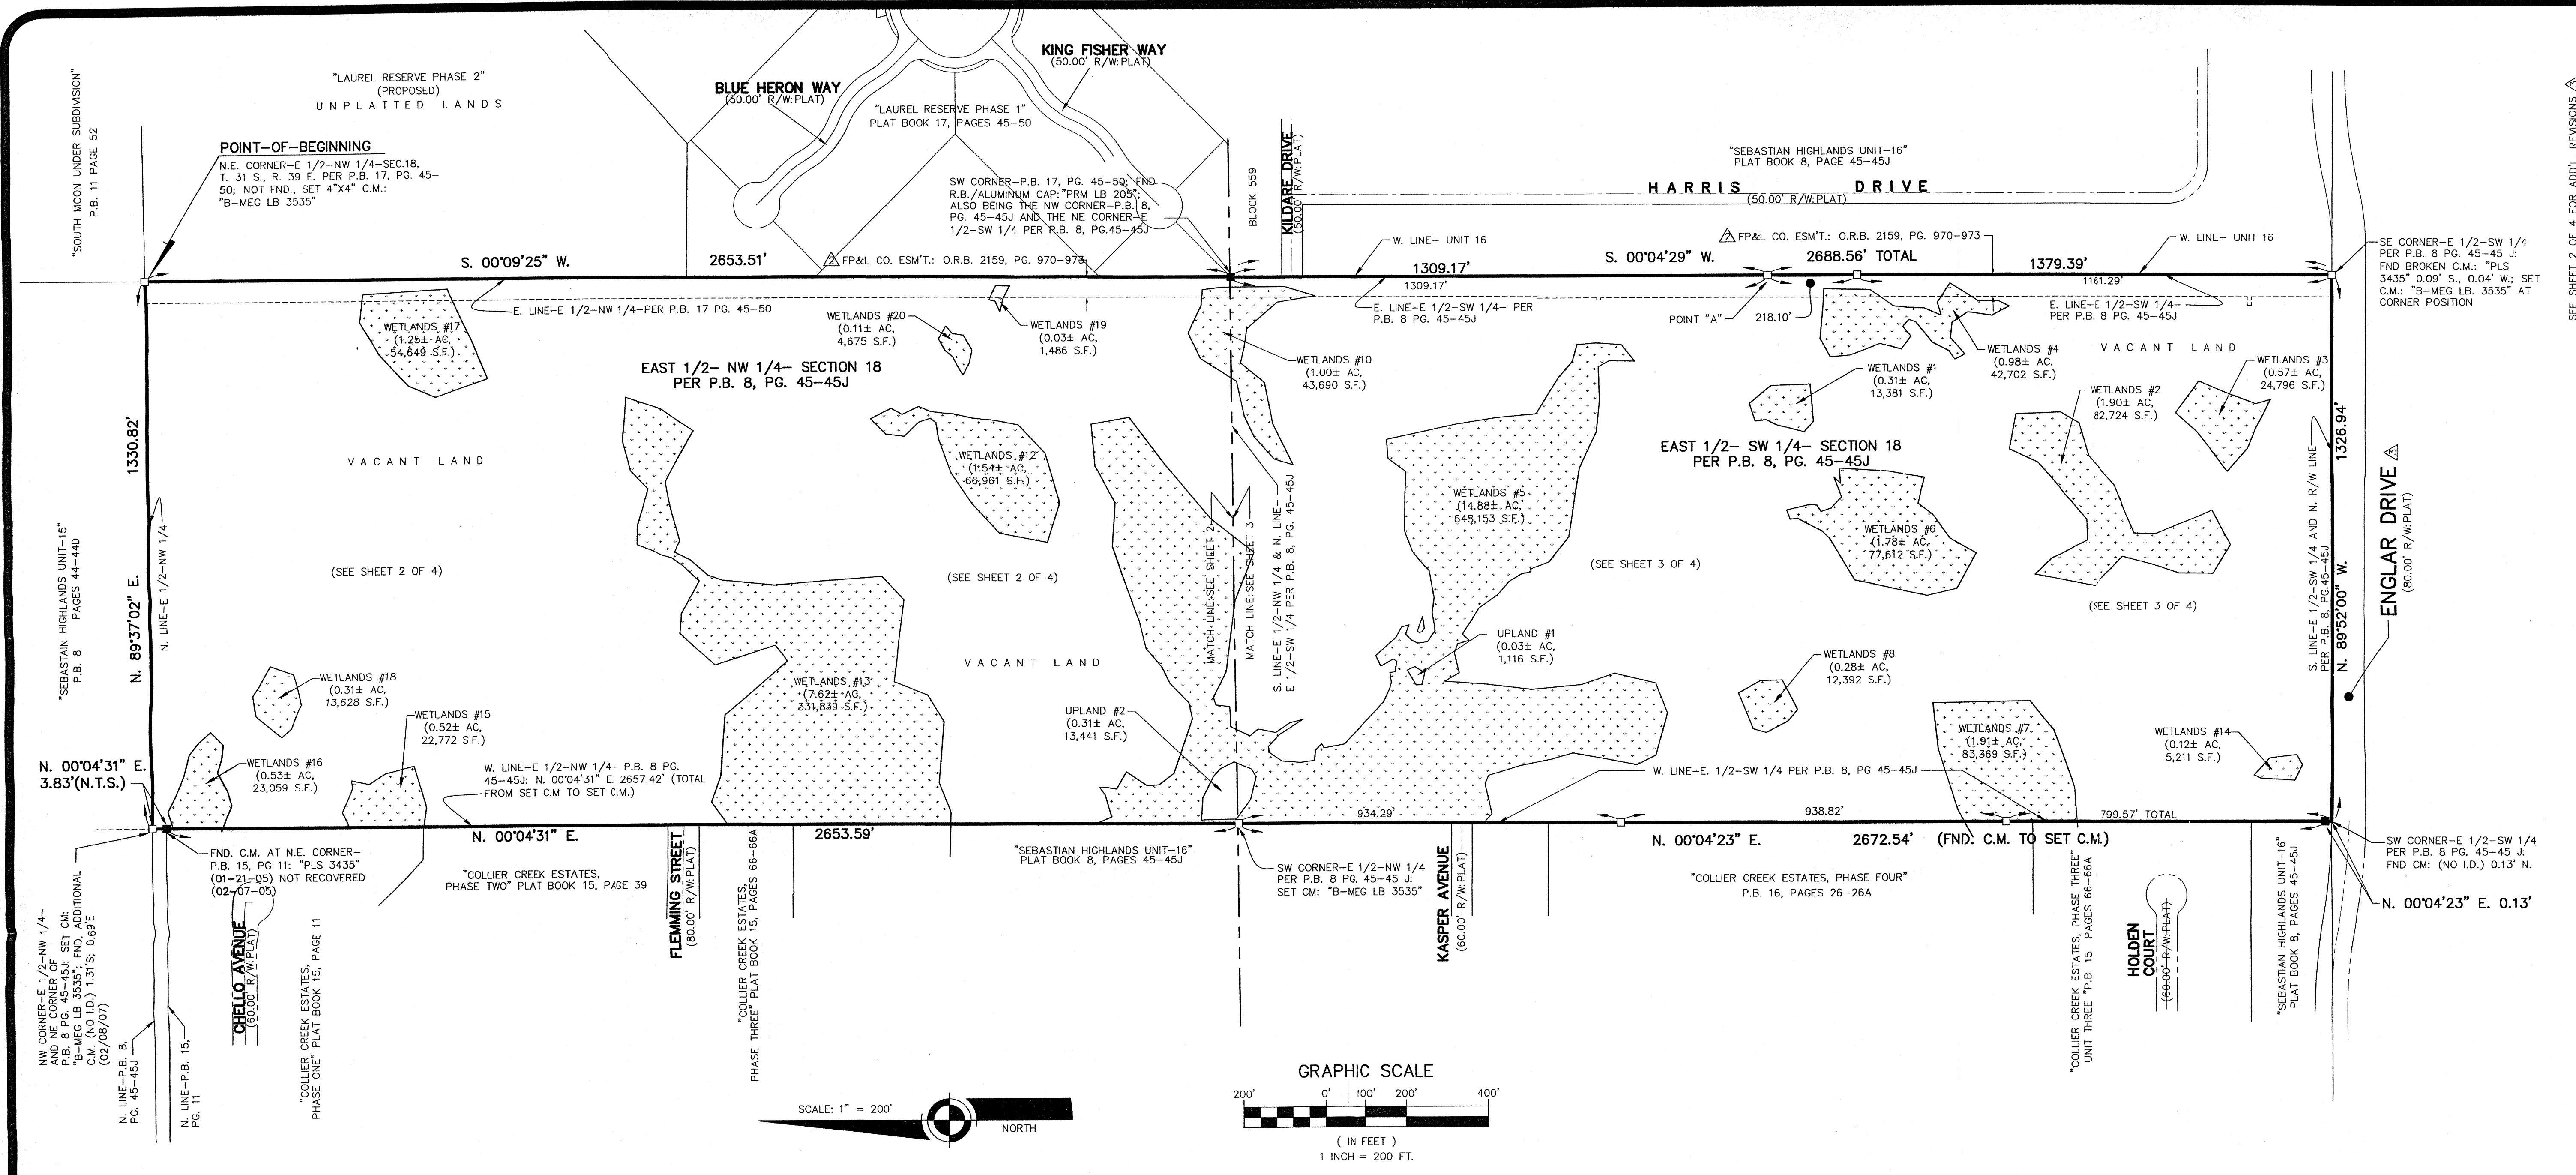 "SOUTH MOON UNDER SUBDIVISION"
P.B. 11 PAGE 52
"LAUREL RESERVE PHASE 2"
(PROPOSED)
UNPLATTED LANDS
POINT-OF-BEGINNING
N.E. CORNER-E 1/2-NW 1/4-SEC.18,
T. 31 S., R. 39 E. PER P.B. 17, PG. 45-
50; NOT FND., SET 4"X4" C.M.:
"B-MEG LB 3535"
BLUE HERON WAY
(50.00' R/W:PLAT)
KING FISHER WAY
(50.00' R/W:PLAT)
"LAUREL RESERVE PHASE 1"
PLAT BOOK 17, PAGES 45-50
SW CORNER-P.B. 17, PG. 45-50; FND
R.B./ALUMINUM CAP:"PRM LB 205";
ALSO BEING THE NW CORNER-P.B. 8,
PG. 45-45J AND THE NE CORNER-E
1/2-SW 1/4 PER P.B. 8, PG.45-45J
BLOCK 559
KILDARE DRIVE
(50.00' R/W:PLAT)
"SEBASTIAN HIGHLANDS UNIT-16"
PLAT BOOK 8, PAGE 45-45J
HARRIS DRIVE
(50.00' R/W:PLAT)
SEE SHEET 2 OF 4 FOR ADD'L REVISIONS
S. 00°09'25" W.
2653.51'
2 FP&L CO. ESM'T.: O.R.B. 2159, PG. 970-973
W. LINE- UNIT 16
1309.17'
1309.17'
S. 00°04'29" W.
2 FP&L CO. ESM'T.: O.R.B. 2159, PG. 970-973
2688.56' TOTAL
1379.39'
1161.29'
W. LINE- UNIT 16
SE CORNER-E 1/2-SW 1/4
PER P.B. 8 PG. 45-45 J:
FND BROKEN C.M.: "PLS
3435" 0.09' S., 0.04' W.; SET
C.M.: "B-MEG LB. 3535" AT
CORNER POSITION
E. LINE-E 1/2-NW 1/4-PER P.B. 17 PG. 45-50
E. LINE-E 1/2-SW 1/4- PER
P.B. 8 PG. 45-45J
POINT "A"
218.10'
E. LINE-E 1/2-SW 1/4-
PER P.B. 8 PG. 45-45J
WETLANDS #17
(1.25± AC,
54,649 S.F.)
WETLANDS #20
(0.11± AC,
4,675 S.F.)
WETLANDS #19
(0.03± AC,
1,486 S.F.)
WETLANDS #10
(1.00± AC,
43,690 S.F.)
WETLANDS #1
(0.31± AC,
13,381 S.F.)
WETLANDS #4
(0.98± AC,
42,702 S.F.)
VACANT LAND
WETLANDS #3
(0.57± AC,
24,796 S.F.)
WETLANDS #2
(1.90± AC,
82,724 S.F.)
EAST 1/2- NW 1/4- SECTION 18
PER P.B. 8, PG. 45-45J
EAST 1/2- SW 1/4- SECTION 18
PER P.B. 8, PG. 45-45J
1330.82'
N. 89°37'02" E.
N. LINE-E 1/2-NW 1/4
"SEBASTAIN HIGHLANDS UNIT-15"
P.B. 8 PAGES 44-44D
VACANT LAND
WETLANDS #12
(1.54± AC,
66,961 S.F.)
WETLANDS #5
(14.88± AC,
648,153 S.F.)
WETLANDS #6
(1.78± AC,
77,612 S.F.)
(SEE SHEET 2 OF 4)
(SEE SHEET 2 OF 4)
(SEE SHEET 3 OF 4)
(SEE SHEET 3 OF 4)
MATCH LINE:SEE SHEET 2
MATCH LINE:SEE SHEET 3
S. LINE-E 1/2-NW 1/4 & N. LINE-
E 1/2-SW 1/4 PER P.B. 8, PG. 45-45J
S. LINE-E 1/2-SW 1/4 AND N. R/W LINE
PER P.B. 8, PG.45-45J
1326.94'
N. 89°52'00" W.
ENGLAR DRIVE 3
(80.00' R/W:PLAT)
VACANT LAND
UPLAND #1
(0.03± AC,
1,116 S.F.)
WETLANDS #8
(0.28± AC,
12,392 S.F.)
WETLANDS #18
(0.31± AC,
13,628 S.F.)
WETLANDS #15
(0.52± AC,
22,772 S.F.)
WETLANDS #13
(7.62± AC,
331,839 S.F.)
UPLAND #2
(0.31± AC,
13,441 S.F.)
WETLANDS #7
(1.91± AC,
83,369 S.F.)
WETLANDS #14
(0.12± AC,
5,211 S.F.)
N. 00°04'31" E.
3.83'(N.T.S.)
WETLANDS #16
(0.53± AC,
23,059 S.F.)
W. LINE-E 1/2-NW 1/4- P.B. 8 PG.
45-45J: N. 00°04'31" E. 2657.42' (TOTAL
FROM SET C.M TO SET C.M.)
W. LINE-E. 1/2-SW 1/4 PER P.B. 8, PG 45-45J
934.29'
938.82'
799.57' TOTAL
N. 00°04'31" E.
2653.59'
N. 00°04'23" E.
2672.54'
(FND. C.M. TO SET C.M.)
FND. C.M. AT N.E. CORNER-
P.B. 15, PG 11: "PLS 3435"
(01-21-05) NOT RECOVERED
(02-07-05)
"COLLIER CREEK ESTATES,
PHASE TWO" PLAT BOOK 15, PAGE 39
FLEMMING STREET
(80.00' R/W:PLAT)
"COLLIER CREEK ESTATES,
PHASE THREE" PLAT BOOK 15, PAGES 66-66A
"SEBASTIAN HIGHLANDS UNIT-16"
PLAT BOOK 8, PAGES 45-45J
SW CORNER-E 1/2-NW 1/4
PER P.B. 8 PG. 45-45 J:
SET CM: "B-MEG LB 3535"
KASPER AVENUE
(60.00' R/W:PLAT)
"COLLIER CREEK ESTATES, PHASE FOUR"
P.B. 16, PAGES 26-26A
"COLLIER CREEK ESTATES, PHASE THREE"
UNIT THREE "P.B. 15 PAGES 66-66A
HOLDEN
COURT
(60.00' R/W:PLAT)
"SEBASTIAN HIGHLANDS UNIT-16"
PLAT BOOK 8, PAGES 45-45J
SW CORNER-E 1/2-SW 1/4
PER P.B. 8 PG. 45-45 J:
FND CM: (NO I.D.) 0.13' N.
N. 00°04'23" E. 0.13'
NW CORNER-E 1/2-NW 1/4-
AND NE CORNER OF
P.B. 8 PG. 45-45J: SET CM:
"B-MEG LB 3535"; FND. ADDITIONAL
C.M. (NO I.D.) 1.31'S; 0.69'E
(02/08/07)
N. LINE-P.B. 8,
PG. 45-45J
N. LINE-P.B. 15,
PG. 11
CHELLO AVENUE
(60.00' R/W:PLAT)
"COLLIER CREEK ESTATES,
PHASE ONE" PLAT BOOK 15, PAGE 11
SCALE: 1" = 200'
NORTH
GRAPHIC SCALE
200' 0' 100' 200' 400'
( IN FEET )
1 INCH = 200 FT.